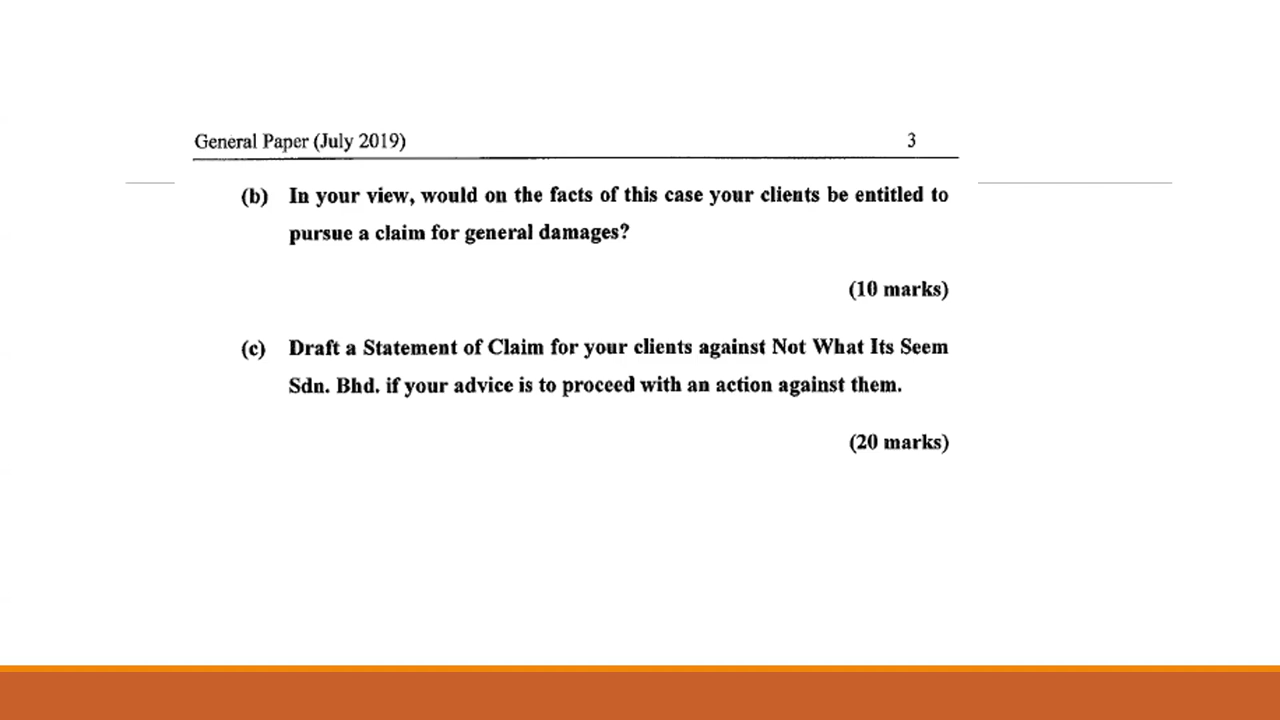 General Paper (July 2019) 3
(b) In your view, would on the facts of this case your clients be entitled to
pursue a claim for general damages?
(10 marks)
(c) Draft a Statement of Claim for your clients against Not What Its Seem
Sdn. Bhd. if your advice is to proceed with an action against them.
(20 marks)